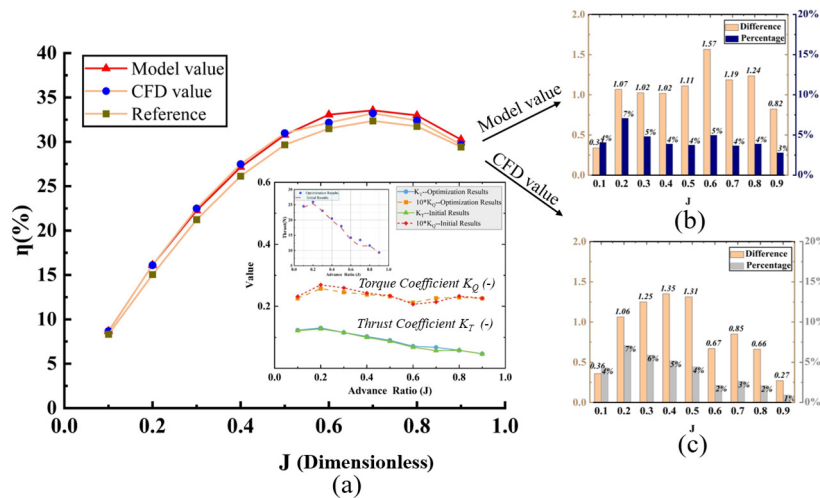 (a)
η(%)
40
35
30
25
20
15
10
5
0
Model value
CFD value
Reference
0.0 0.2 0.4 0.6 0.8 1.0
J (Dimensionless)
Value
0.6
0.4
0.2
Optimization Results
Initial Results
Thrust(N)
Advance Ratio (J)
K_T--Optimization Results
10*K_Q--Optimization Results
K_T--Initial Results
10*K_Q--Initial Results
Torque Coefficient K_Q (-)
Thrust Coefficient K_T (-)
0.0 0.2 0.4 0.6 0.8 1.0
Advance Ratio (J)
Model value
CFD value
2.0
1.5
1.0
0.5
0.0
Difference
Percentage
20%
15%
10%
5%
0%
1.07 1.02 1.02 1.11 1.57 1.19 1.24 0.82
4% 7% 5% 4% 4% 5% 4% 4% 3%
0.1 0.2 0.3 0.4 0.5 0.6 0.7 0.8 0.9
J
(b)
2.0
1.5
1.0
0.5
0.0
Difference
Percentage
20%
15%
10%
5%
0%
0.36 1.06 1.25 1.35 1.31 0.67 0.85 0.66 0.27
4% 7% 6% 5% 4% 2% 3% 2% 1%
0.1 0.2 0.3 0.4 0.5 0.6 0.7 0.8 0.9
J
(c)